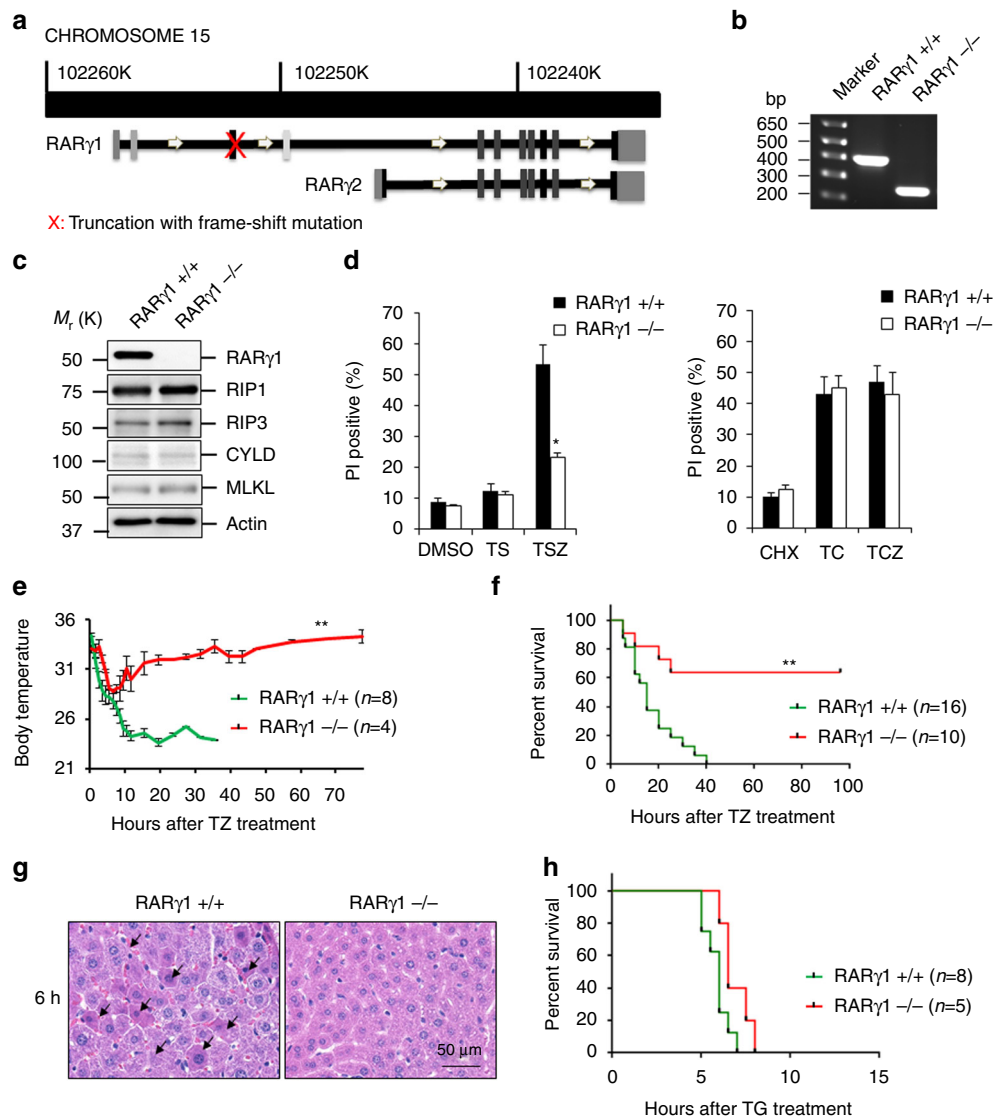 a
CHROMOSOME 15
102260K 102250K 102240K
RARγ1
RARγ2
X: Truncation with frame-shift mutation
b
Marker
RARγ1 +/+
RARγ1 –/–
bp
650
500
400
300
200
c
RARγ1 +/+
RARγ1 –/–
Mr (K)
50 RARγ1
75 RIP1
50 RIP3
100 CYLD
50 MLKL
37 Actin
d
RARγ1 +/+
RARγ1 –/–
PI positive (%)
70
60
50
40
30
20
10
0
*
DMSO TS TSZ
RARγ1 +/+
RARγ1 –/–
PI positive (%)
70
60
50
40
30
20
10
0
CHX TC TCZ
e
Body temperature
36
31
26
21
**
RARγ1 +/+ (n=8)
RARγ1 –/– (n=4)
0 10 20 30 40 50 60 70
Hours after TZ treatment
f
Percent survival
100
80
60
40
20
0
**
RARγ1 +/+ (n=16)
RARγ1 –/– (n=10)
0 20 40 60 80 100
Hours after TZ treatment
g
RARγ1 +/+ RARγ1 –/–
6 h
50 μm
h
Percent survival
100
80
60
40
20
0
RARγ1 +/+ (n=8)
RARγ1 –/– (n=5)
0 5 10 15
Hours after TG treatment